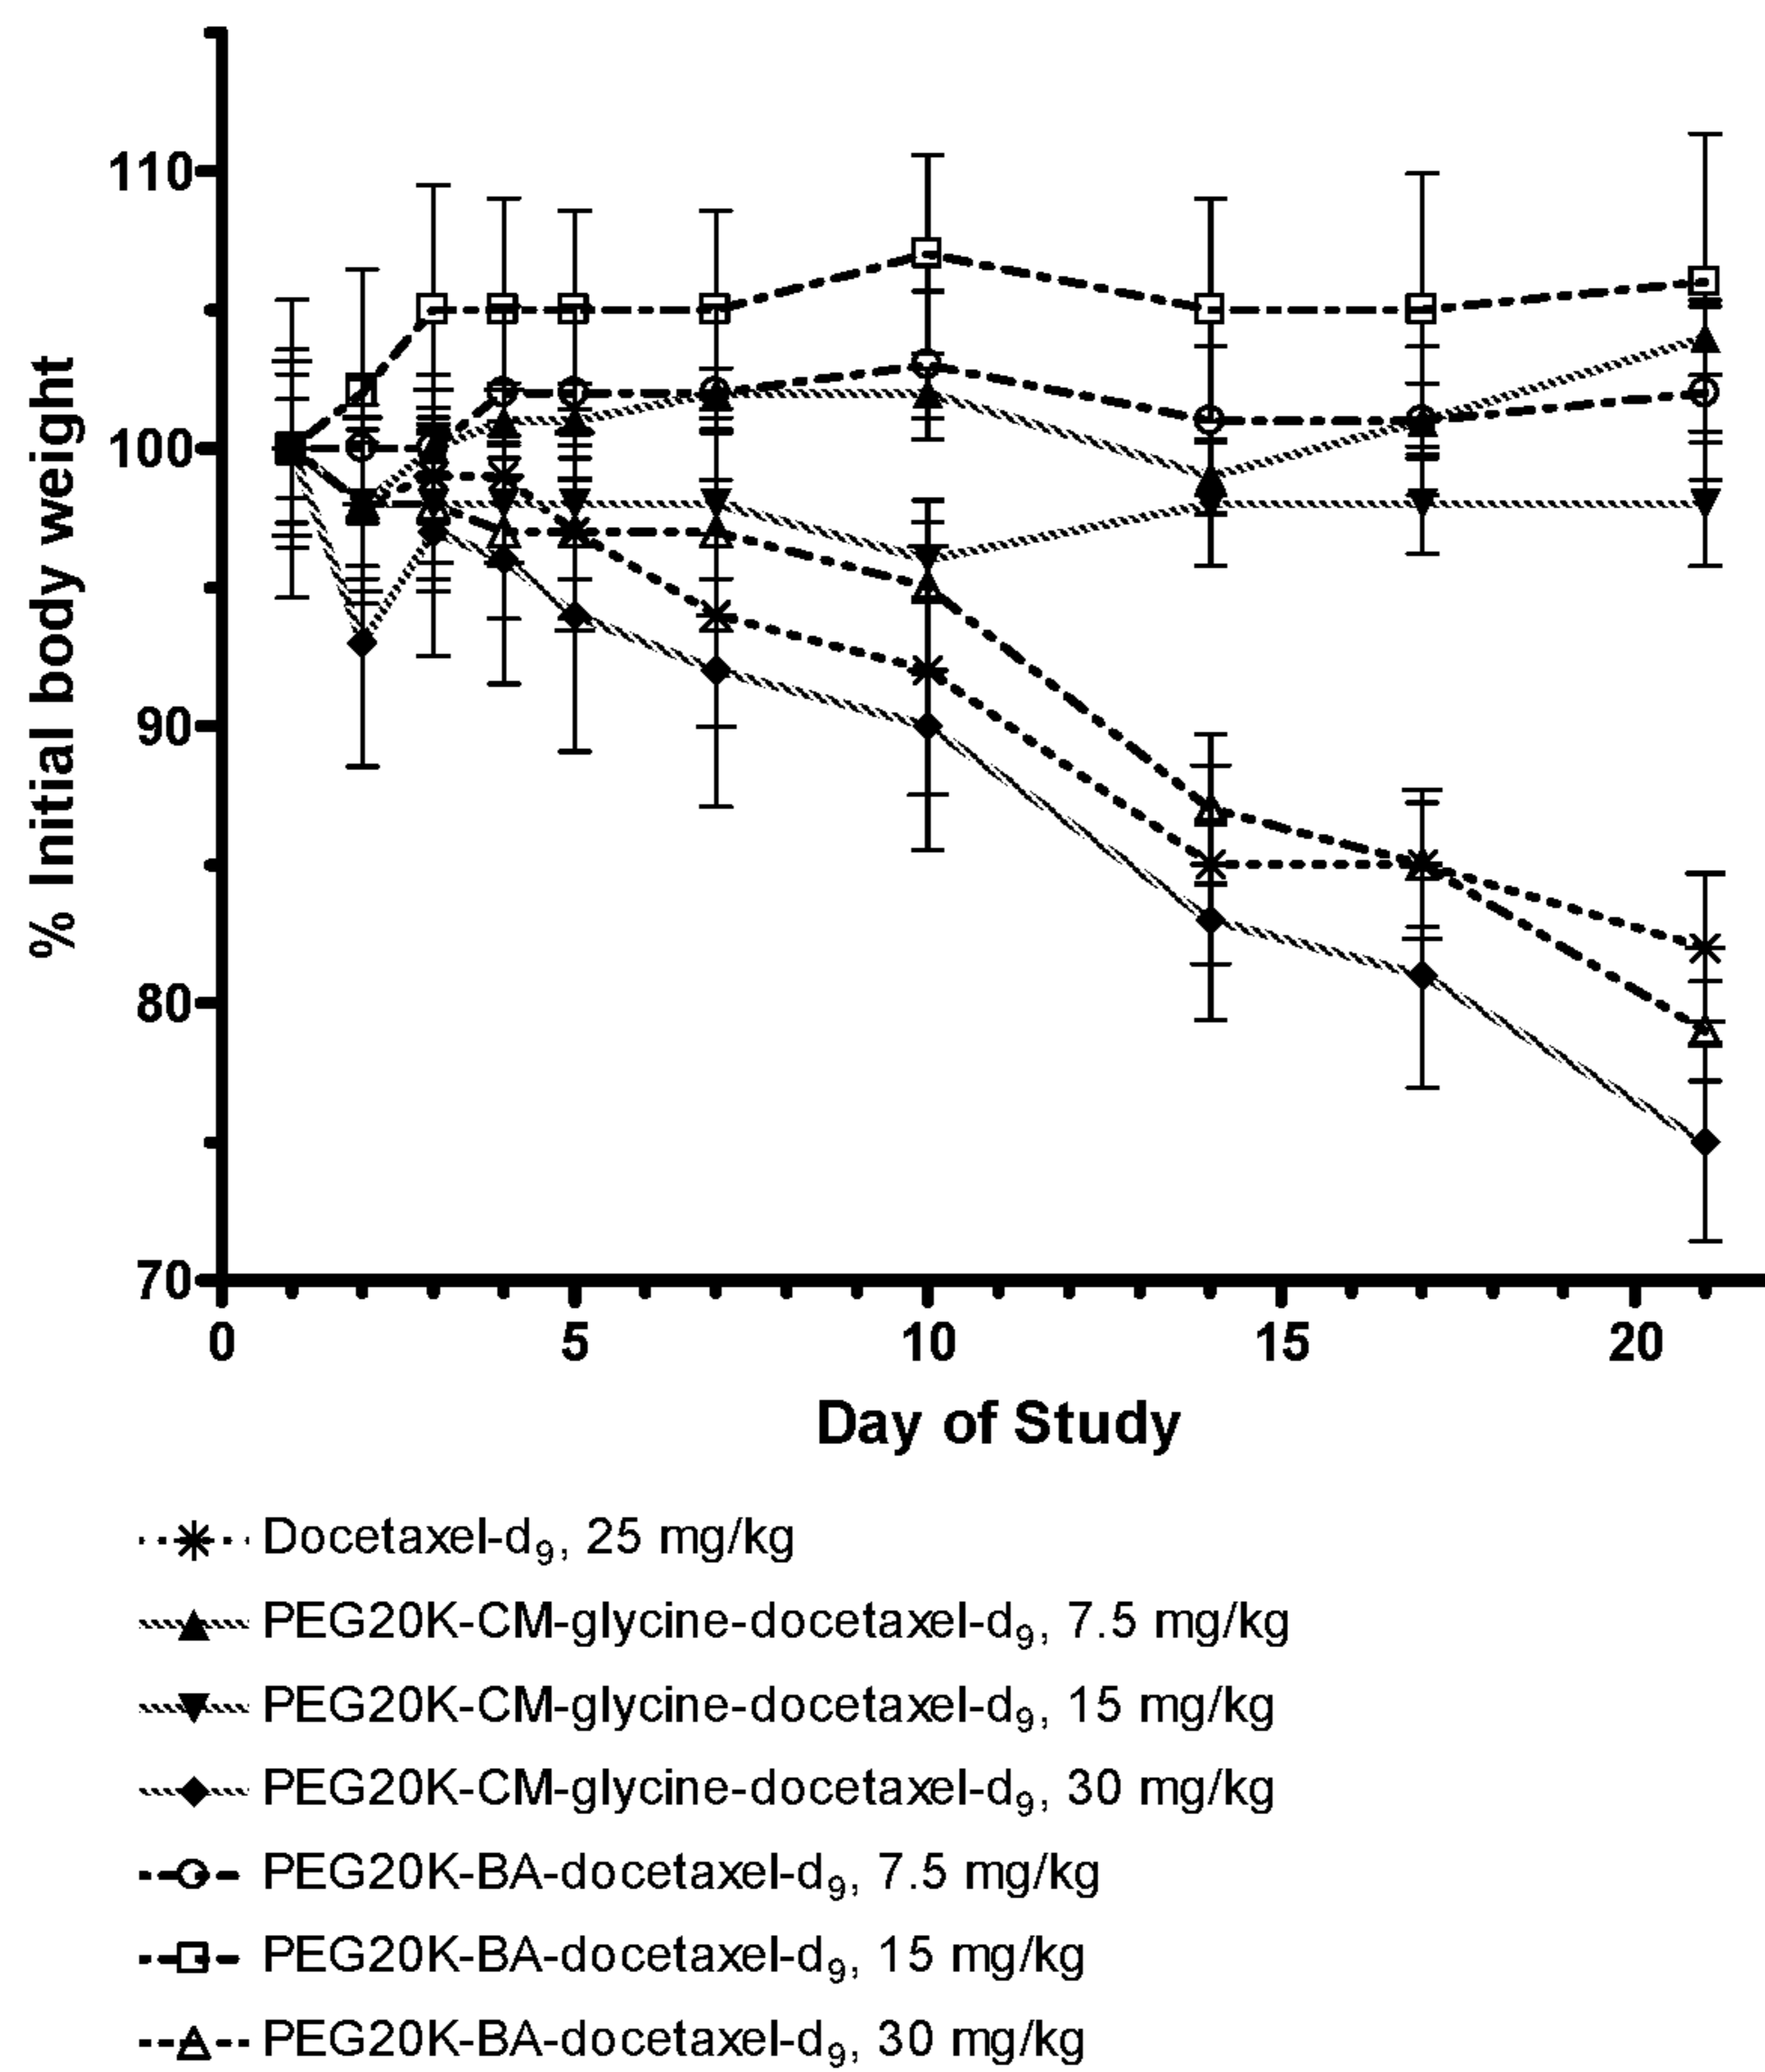 110
100
90
80
70
% Initial body weight
0 5 10 15 20
Day of Study
Docetaxel-d₉, 25 mg/kg
PEG20K-CM-glycine-docetaxel-d₉, 7.5 mg/kg
PEG20K-CM-glycine-docetaxel-d₉, 15 mg/kg
PEG20K-CM-glycine-docetaxel-d₉, 30 mg/kg
PEG20K-BA-docetaxel-d₉, 7.5 mg/kg
PEG20K-BA-docetaxel-d₉, 15 mg/kg
PEG20K-BA-docetaxel-d₉, 30 mg/kg